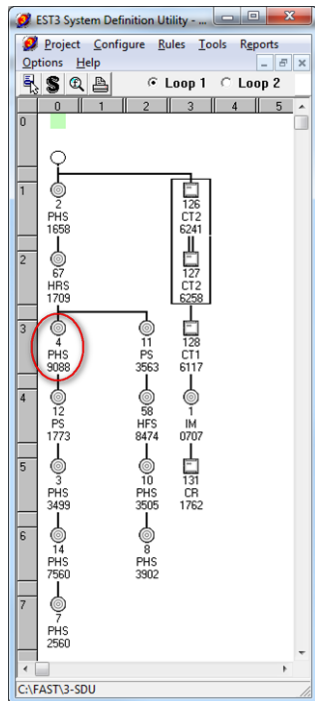 EST3 System Definition Utility - ...
Project Configure Rules Tools Reports
Options Help
S Loop 1 Loop 2
0 1 2 3 4 5
0
1
2
PHS
1658
126
CT2
6241
2
67
HRS
1709
127
CT2
6258
3
4
PHS
9088
11
PS
3563
128
CT1
6117
4
12
PS
1773
58
HFS
8474
1
IM
0707
5
3
PHS
3499
10
PHS
3505
131
CR
1762
6
14
PHS
7560
8
PHS
3902
7
7
PHS
2560
C:\FAST\3-SDU